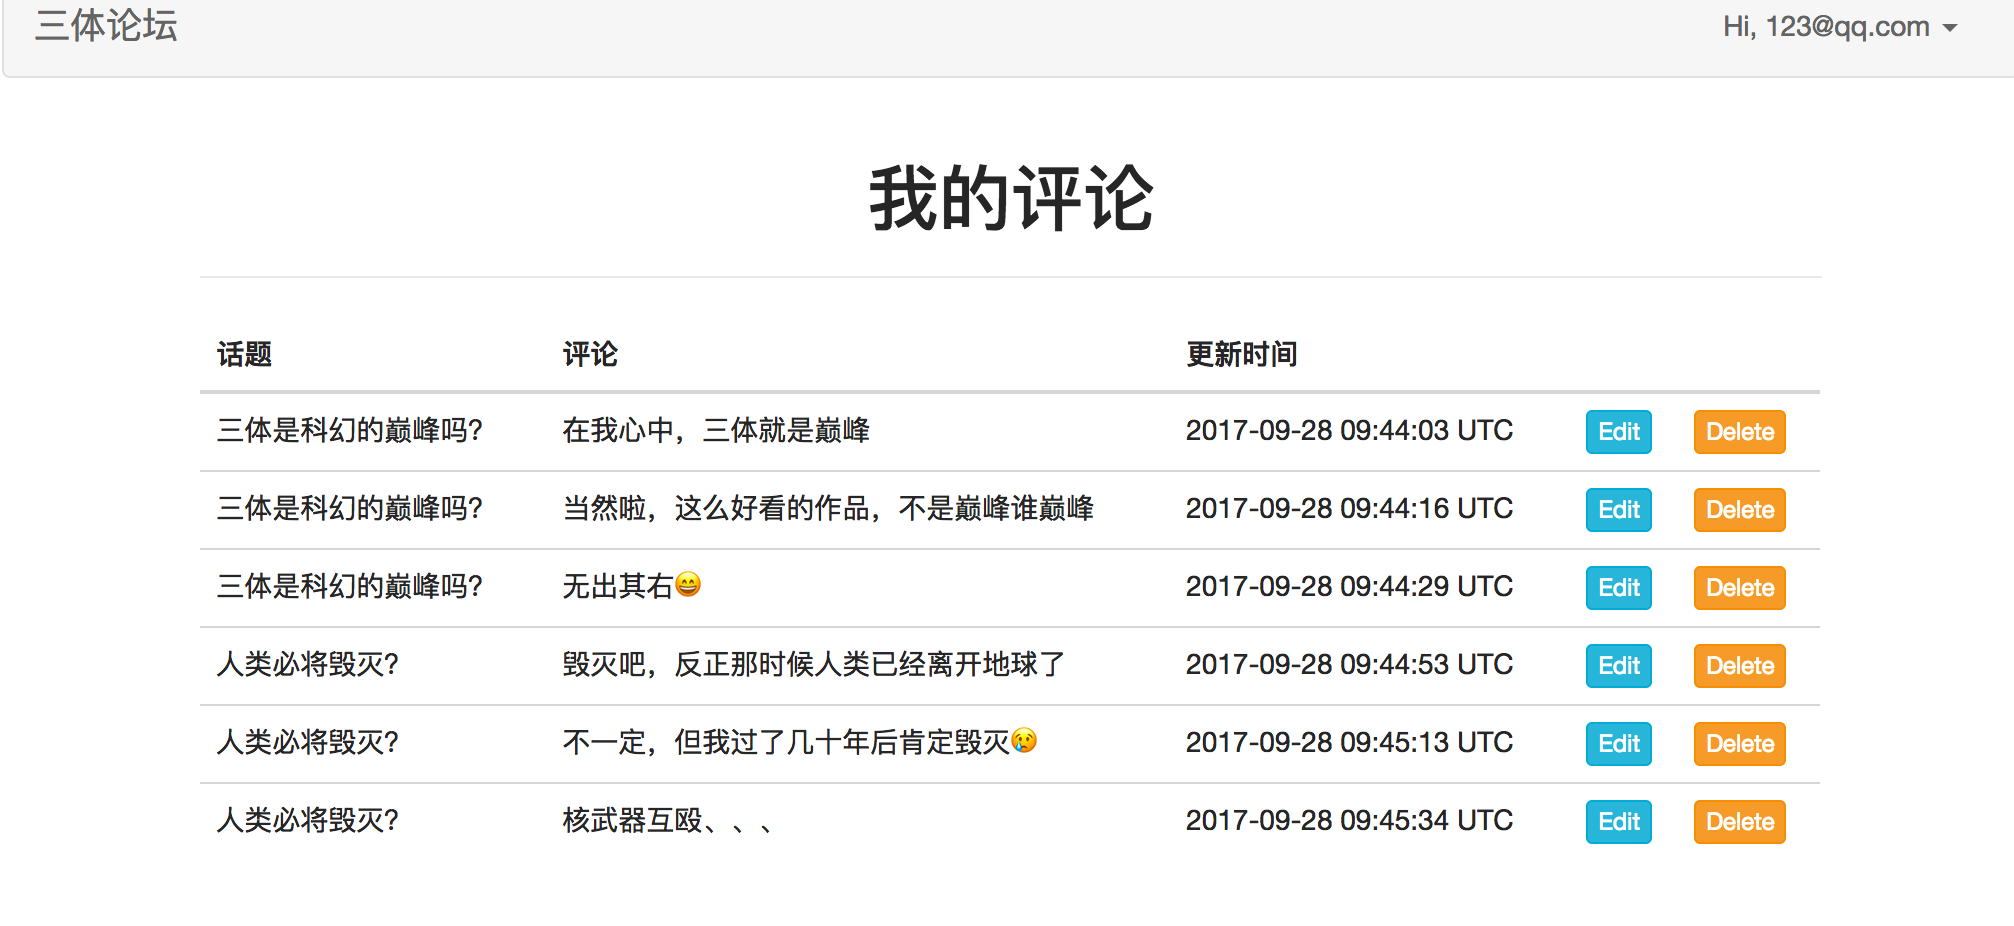 三体论坛 Hi, 123@qq.com
我的评论
话题 评论 更新时间
三体是科幻的巅峰吗? 在我心中，三体就是巅峰 2017-09-28 09:44:03 UTC Edit Delete
三体是科幻的巅峰吗? 当然啦，这么好看的作品，不是巅峰谁巅峰 2017-09-28 09:44:16 UTC Edit Delete
三体是科幻的巅峰吗? 无出其右😄 2017-09-28 09:44:29 UTC Edit Delete
人类必将毁灭? 毁灭吧，反正那时候人类已经离开地球了 2017-09-28 09:44:53 UTC Edit Delete
人类必将毁灭? 不一定，但我过了几十年后肯定毁灭😢 2017-09-28 09:45:13 UTC Edit Delete
人类必将毁灭? 核武器互殴、、、 2017-09-28 09:45:34 UTC Edit Delete